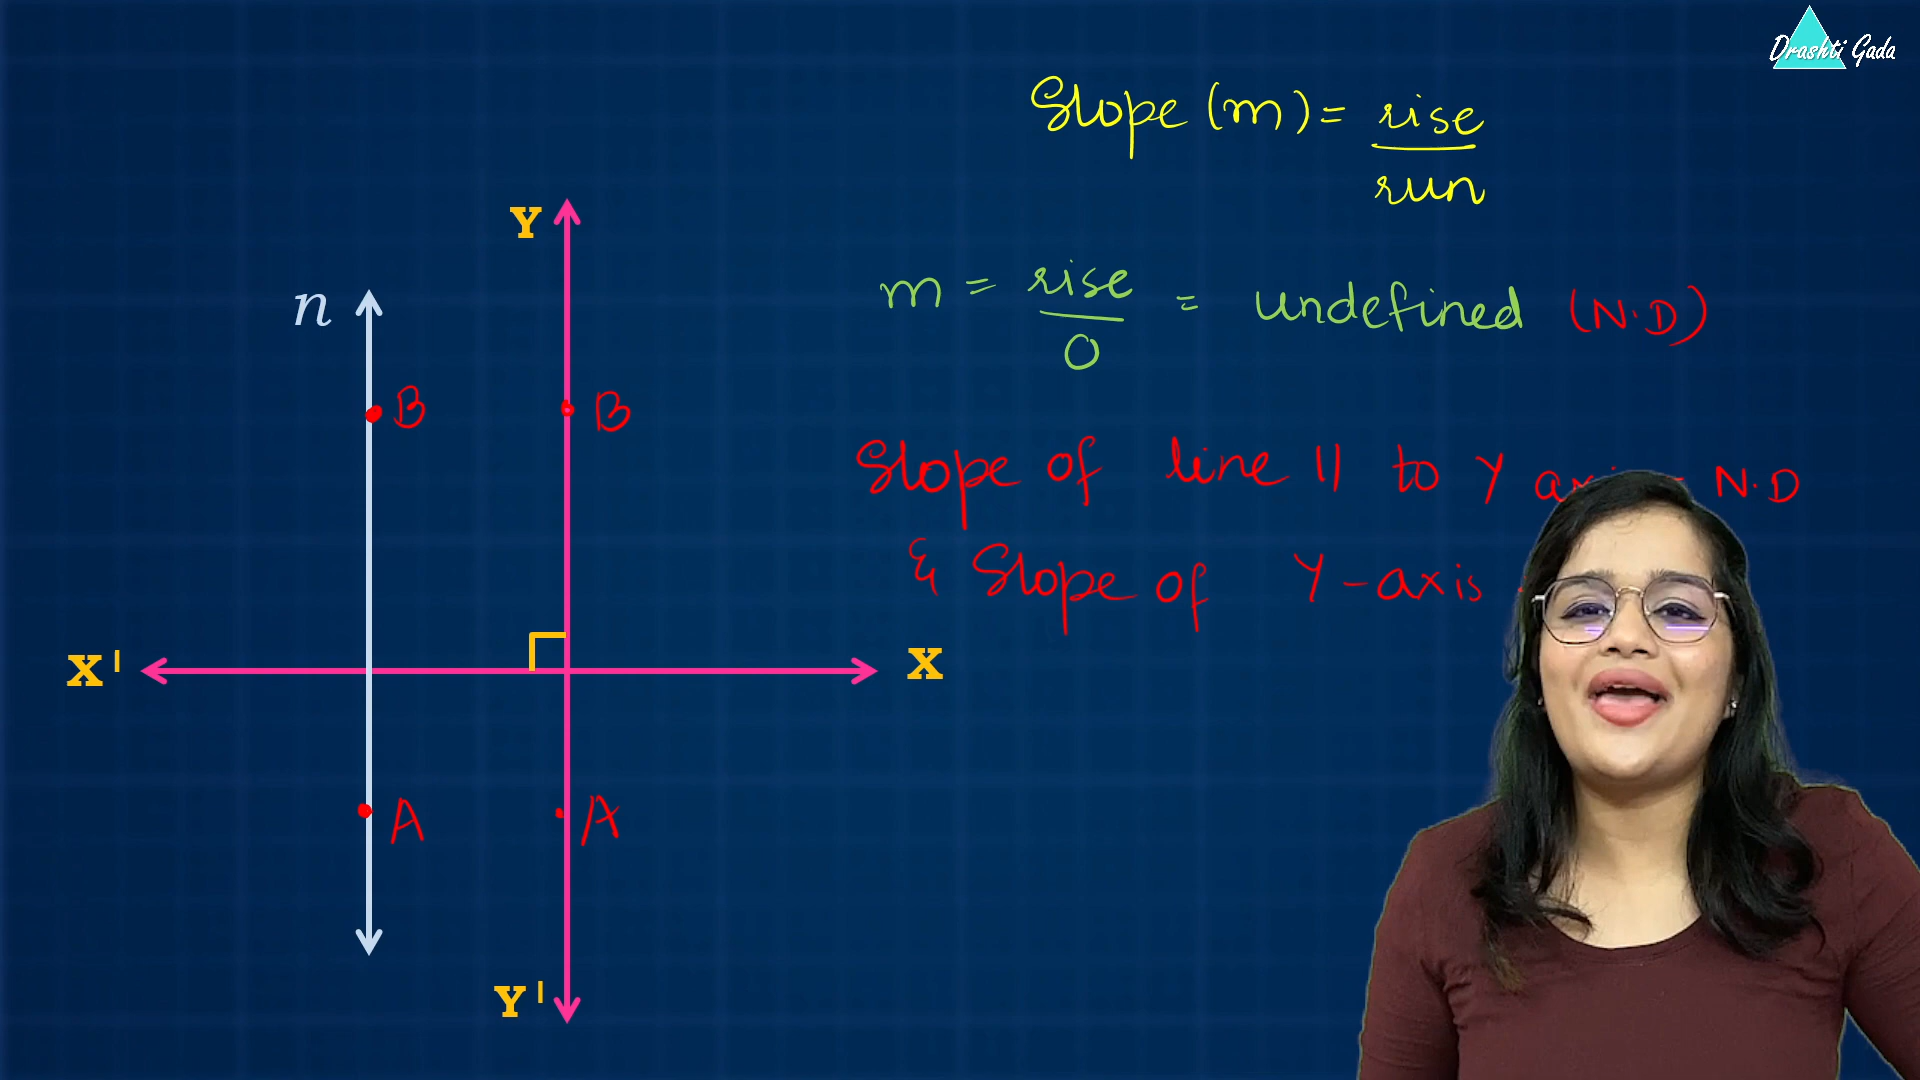 Drashti Gada
Slope (m) = rise
run
Y
n
m = rise = undefined (N.D)
0
B
B
Slope of line || to Y N.D
& Slope of Y-axis
X'
X
A
A
Y'